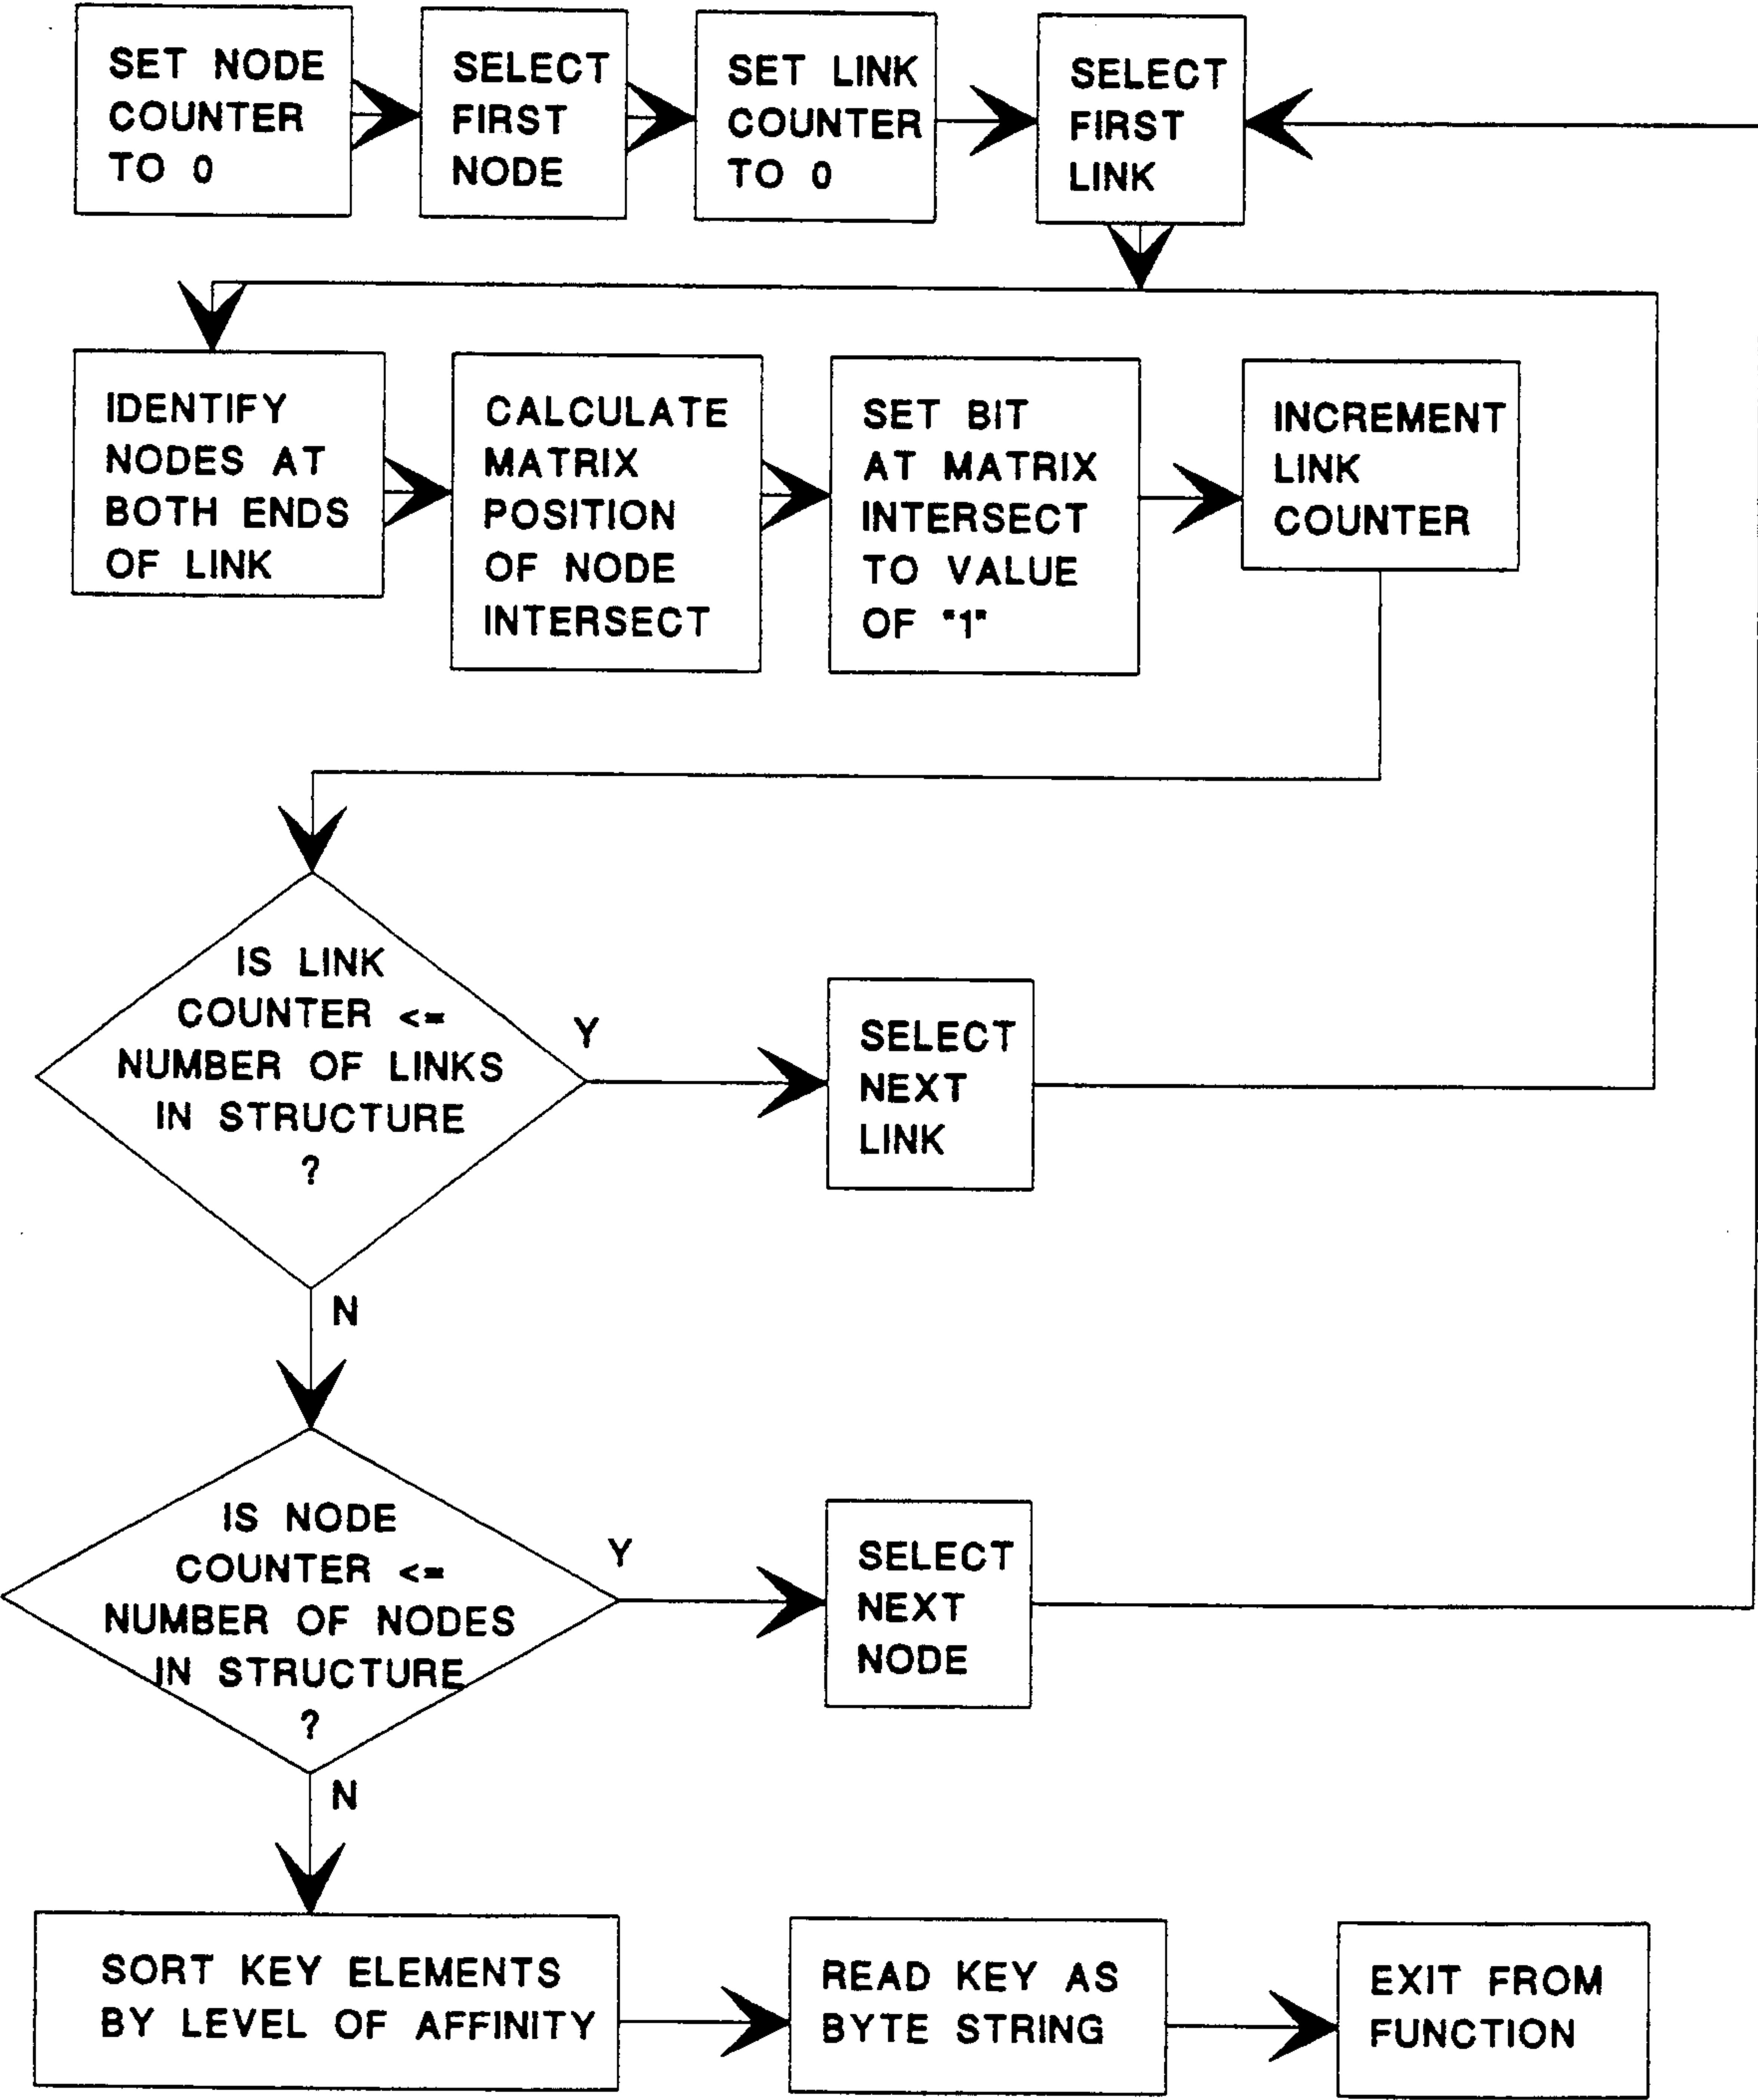 SET NODE
COUNTER
TO 0
SELECT
FIRST
NODE
SET LINK
COUNTER
TO 0
SELECT
FIRST
LINK
IDENTIFY
NODES AT
BOTH ENDS
OF LINK
CALCULATE
MATRIX
POSITION
OF NODE
INTERSECT
SET BIT
AT MATRIX
INTERSECT
TO VALUE
OF "1"
INCREMENT
LINK
COUNTER
IS LINK
COUNTER <=
NUMBER OF LINKS
IN STRUCTURE
?
Y
SELECT
NEXT
LINK
N
IS NODE
COUNTER <=
NUMBER OF NODES
IN STRUCTURE
?
Y
SELECT
NEXT
NODE
N
SORT KEY ELEMENTS
BY LEVEL OF AFFINITY
READ KEY AS
BYTE STRING
EXIT FROM
FUNCTION